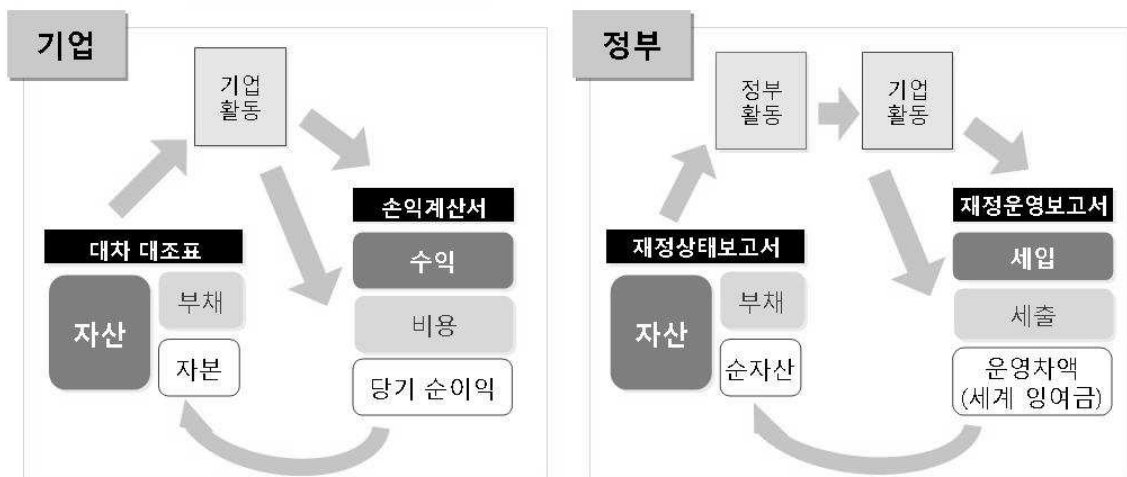 기업
기업
활동
손익계산서
수익
비용
당기 순이익
대차 대조표
자산
부채
자본
정부
정부
활동
기업
활동
재정운영보고서
세입
세출
운영차액
(세계 잉여금)
재정상태보고서
자산
부채
순자산